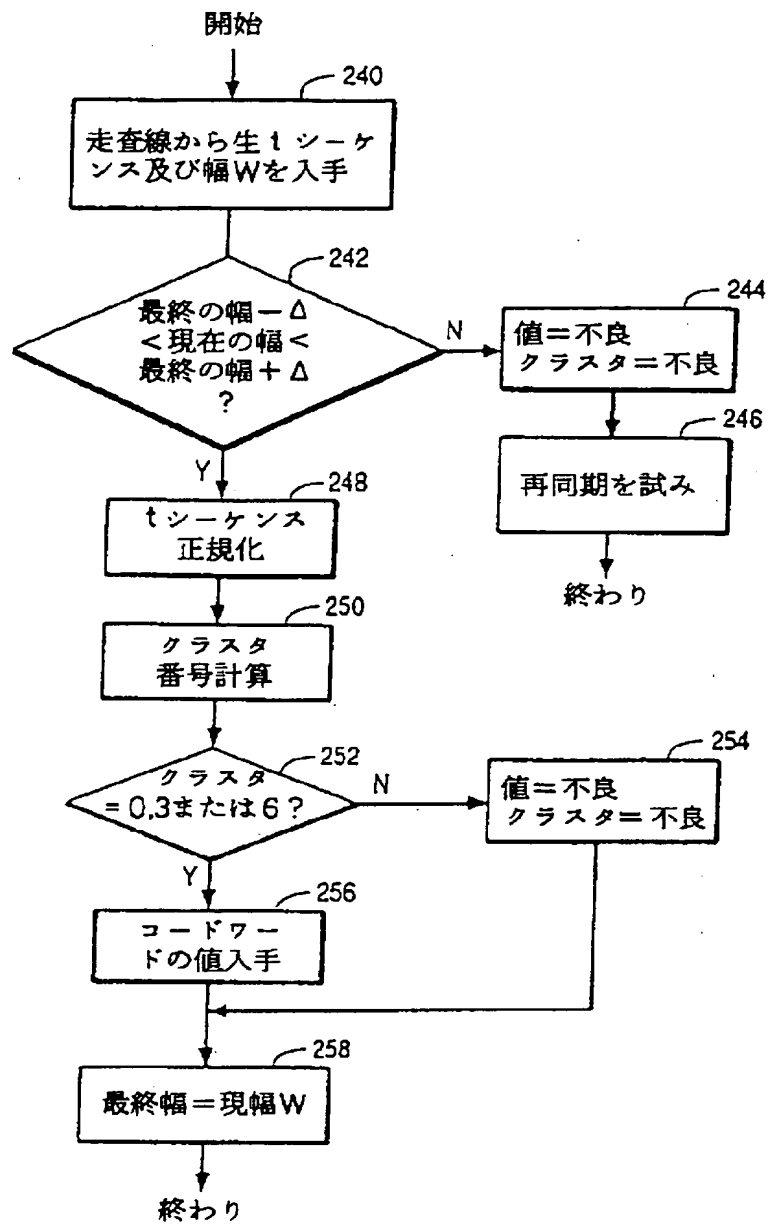 開始
240
走査線から生tシーケ
ンス及び幅Wを入手
242
最終の幅－Δ
＜現在の幅＜
最終の幅＋Δ
？
N
244
値＝不良
クラスタ＝不良
246
再同期を試み
終わり
Y
248
tシーケンス
正規化
250
クラスタ
番号計算
252
クラスタ
＝0,3または6？
N
254
値＝不良
クラスタ＝不良
Y
256
コードワー
ドの値入手
258
最終幅＝現幅W
終わり